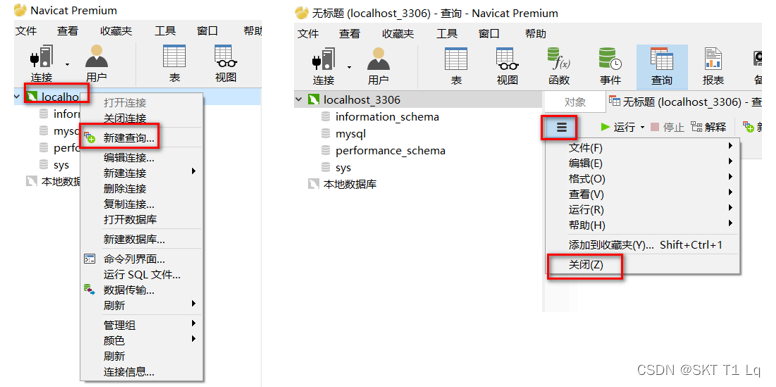 Navicat Premium
文件 查看 收藏夹 工具 窗口 帮助
连接 用户 表 视图
localho
infor
mysq
perfo
sys
本地数据
打开连接
关闭连接
新建查询...
编辑连接...
新建连接
删除连接
复制连接...
打开数据库
新建数据库...
命令列界面...
运行 SQL 文件...
数据传输...
刷新
管理组
颜色
刷新
连接信息...
无标题 (localhost_3306) - 查询 - Navicat Premium
文件 查看 收藏夹 工具 窗口 帮助
连接 用户 表 视图 函数 事件 查询 报表 备
localhost_3306
information_schema
mysql
performance_schema
sys
本地数据库
对象 无标题 (localhost_3306) - 查
运行 停止 解释
文件(F)
编辑(E)
格式(O)
查看(V)
运行(R)
帮助(H)
添加到收藏夹(Y)... Shift+Ctrl+1
关闭(Z)
CSDN @SKT T1 Lq